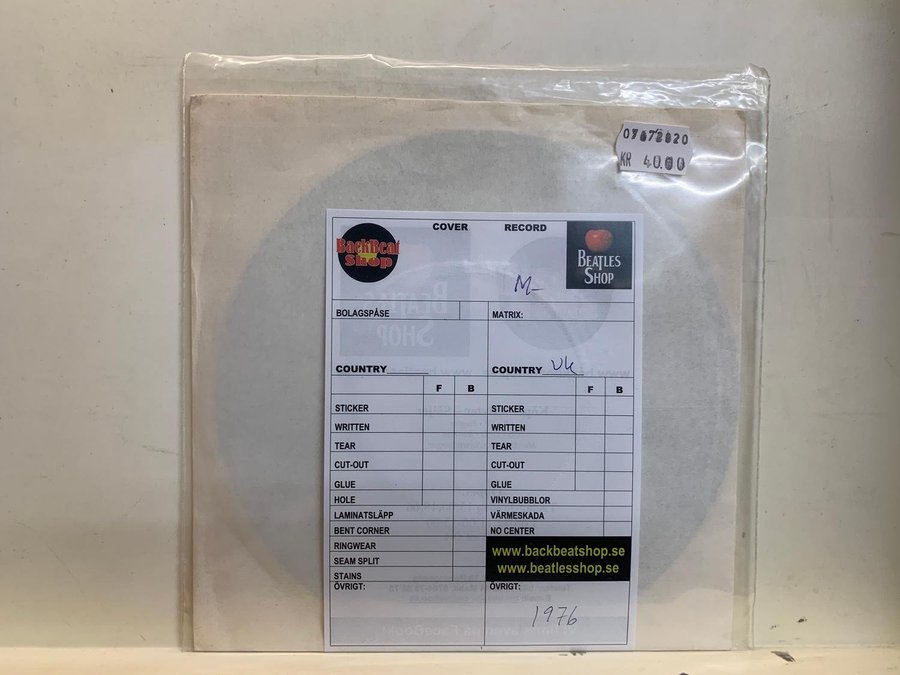 07672020
KR 40.00
COVER RECORD
BackBeat
Shop
BEATLES
SHOP
M-
BOLAGSPÅSE MATRIX:
COUNTRY______ COUNTRY UK
F B F B
STICKER STICKER
WRITTEN WRITTEN
TEAR TEAR
CUT-OUT CUT-OUT
GLUE GLUE
HOLE VINYLBUBBLOR
LAMINATSLÄPP VÄRMESKADA
BENT CORNER NO CENTER
RINGWEAR
SEAM SPLIT
STAINS
www.backbeatshop.se
www.beatlesshop.se
ÖVRIGT: ÖVRIGT:
1976